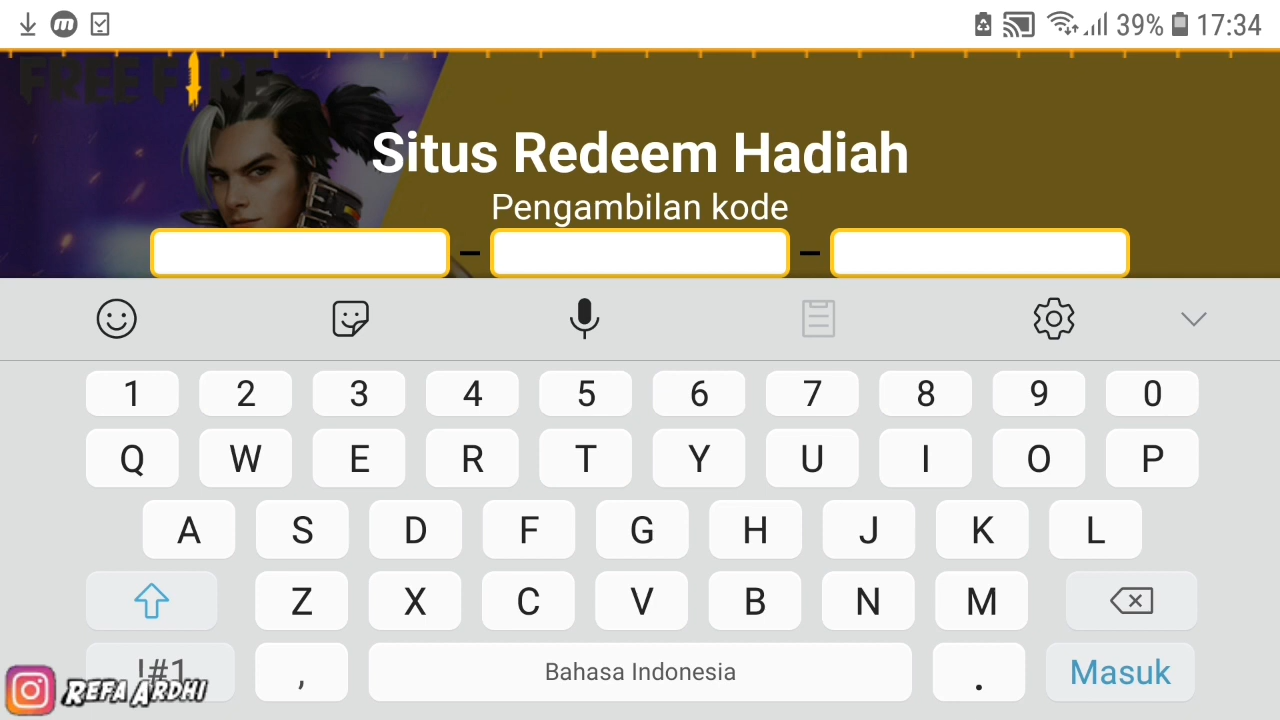 39% 17:34
FREE FIRE
Situs Redeem Hadiah
Pengambilan kode
1 2 3 4 5 6 7 8 9 0
Q W E R T Y U I O P
A S D F G H J K L
Z X C V B N M
!#1 , Bahasa Indonesia . Masuk
REFA ARDHI